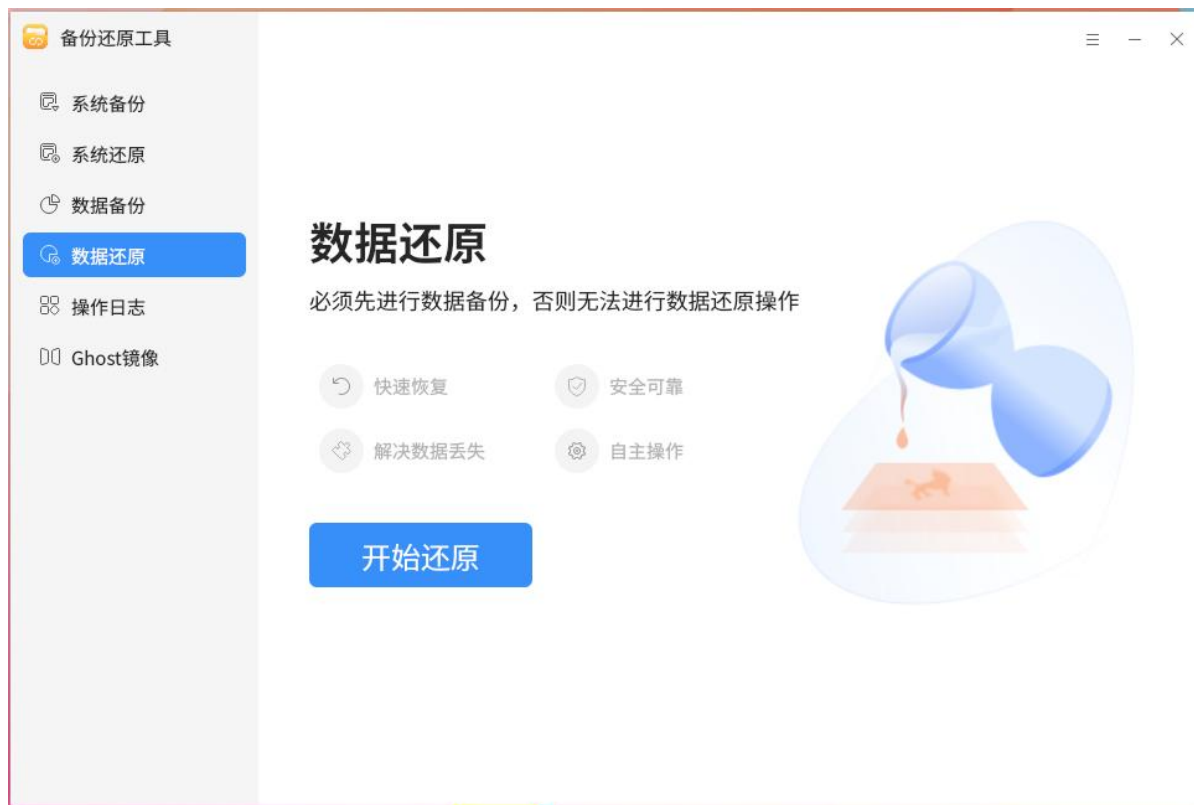 备份还原工具
系统备份
系统还原
数据备份
数据还原
操作日志
Ghost镜像
数据还原
必须先进行数据备份，否则无法进行数据还原操作
快速恢复
安全可靠
解决数据丢失
自主操作
开始还原